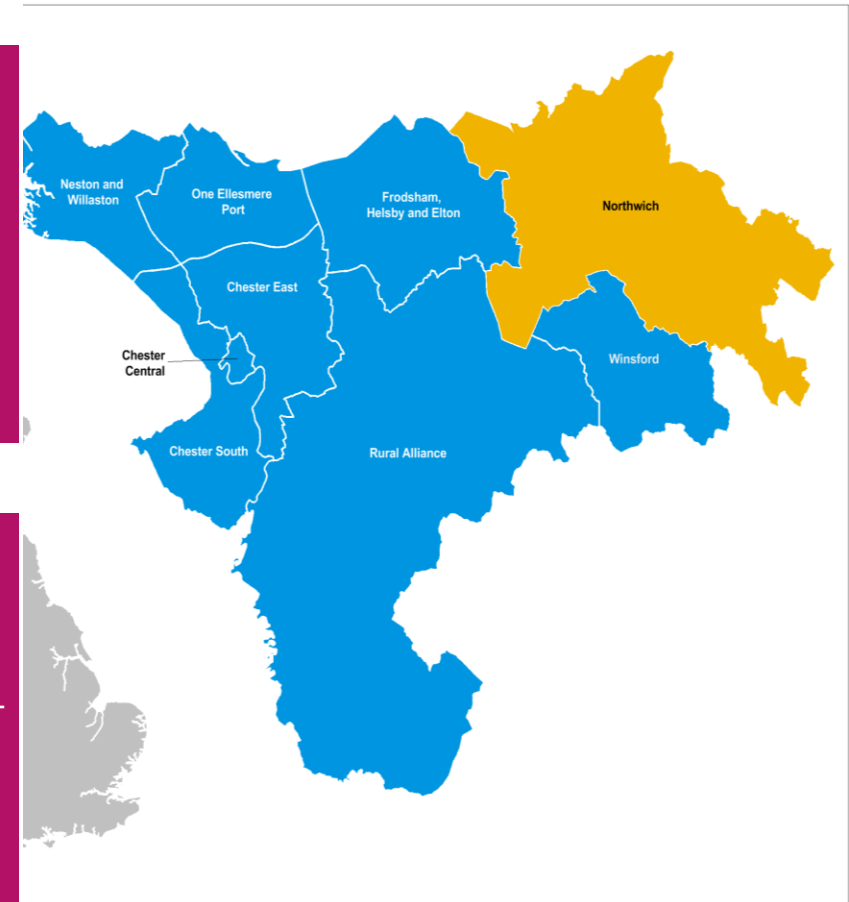 Neston and
Willaston
One Ellesmere
Port
Frodsham,
Helsby and Elton
Northwich
Chester East
Chester
Central
Winsford
Chester South
Rural Alliance